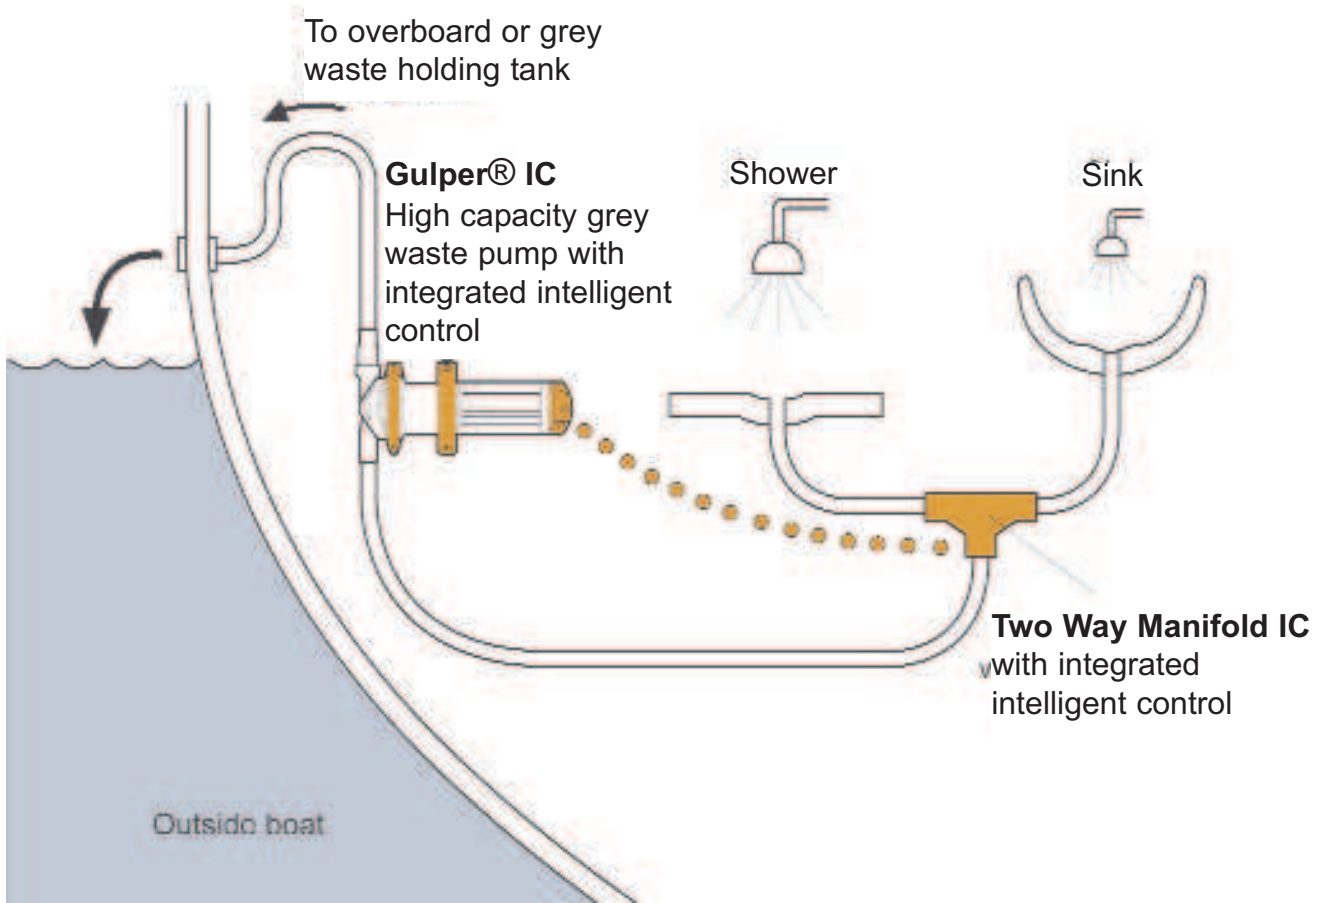 To overboard or grey
waste holding tank
Gulper® IC
High capacity grey
waste pump with
integrated intelligent
control
Shower
Sink
Two Way Manifold IC
with integrated
intelligent control
Outside boat